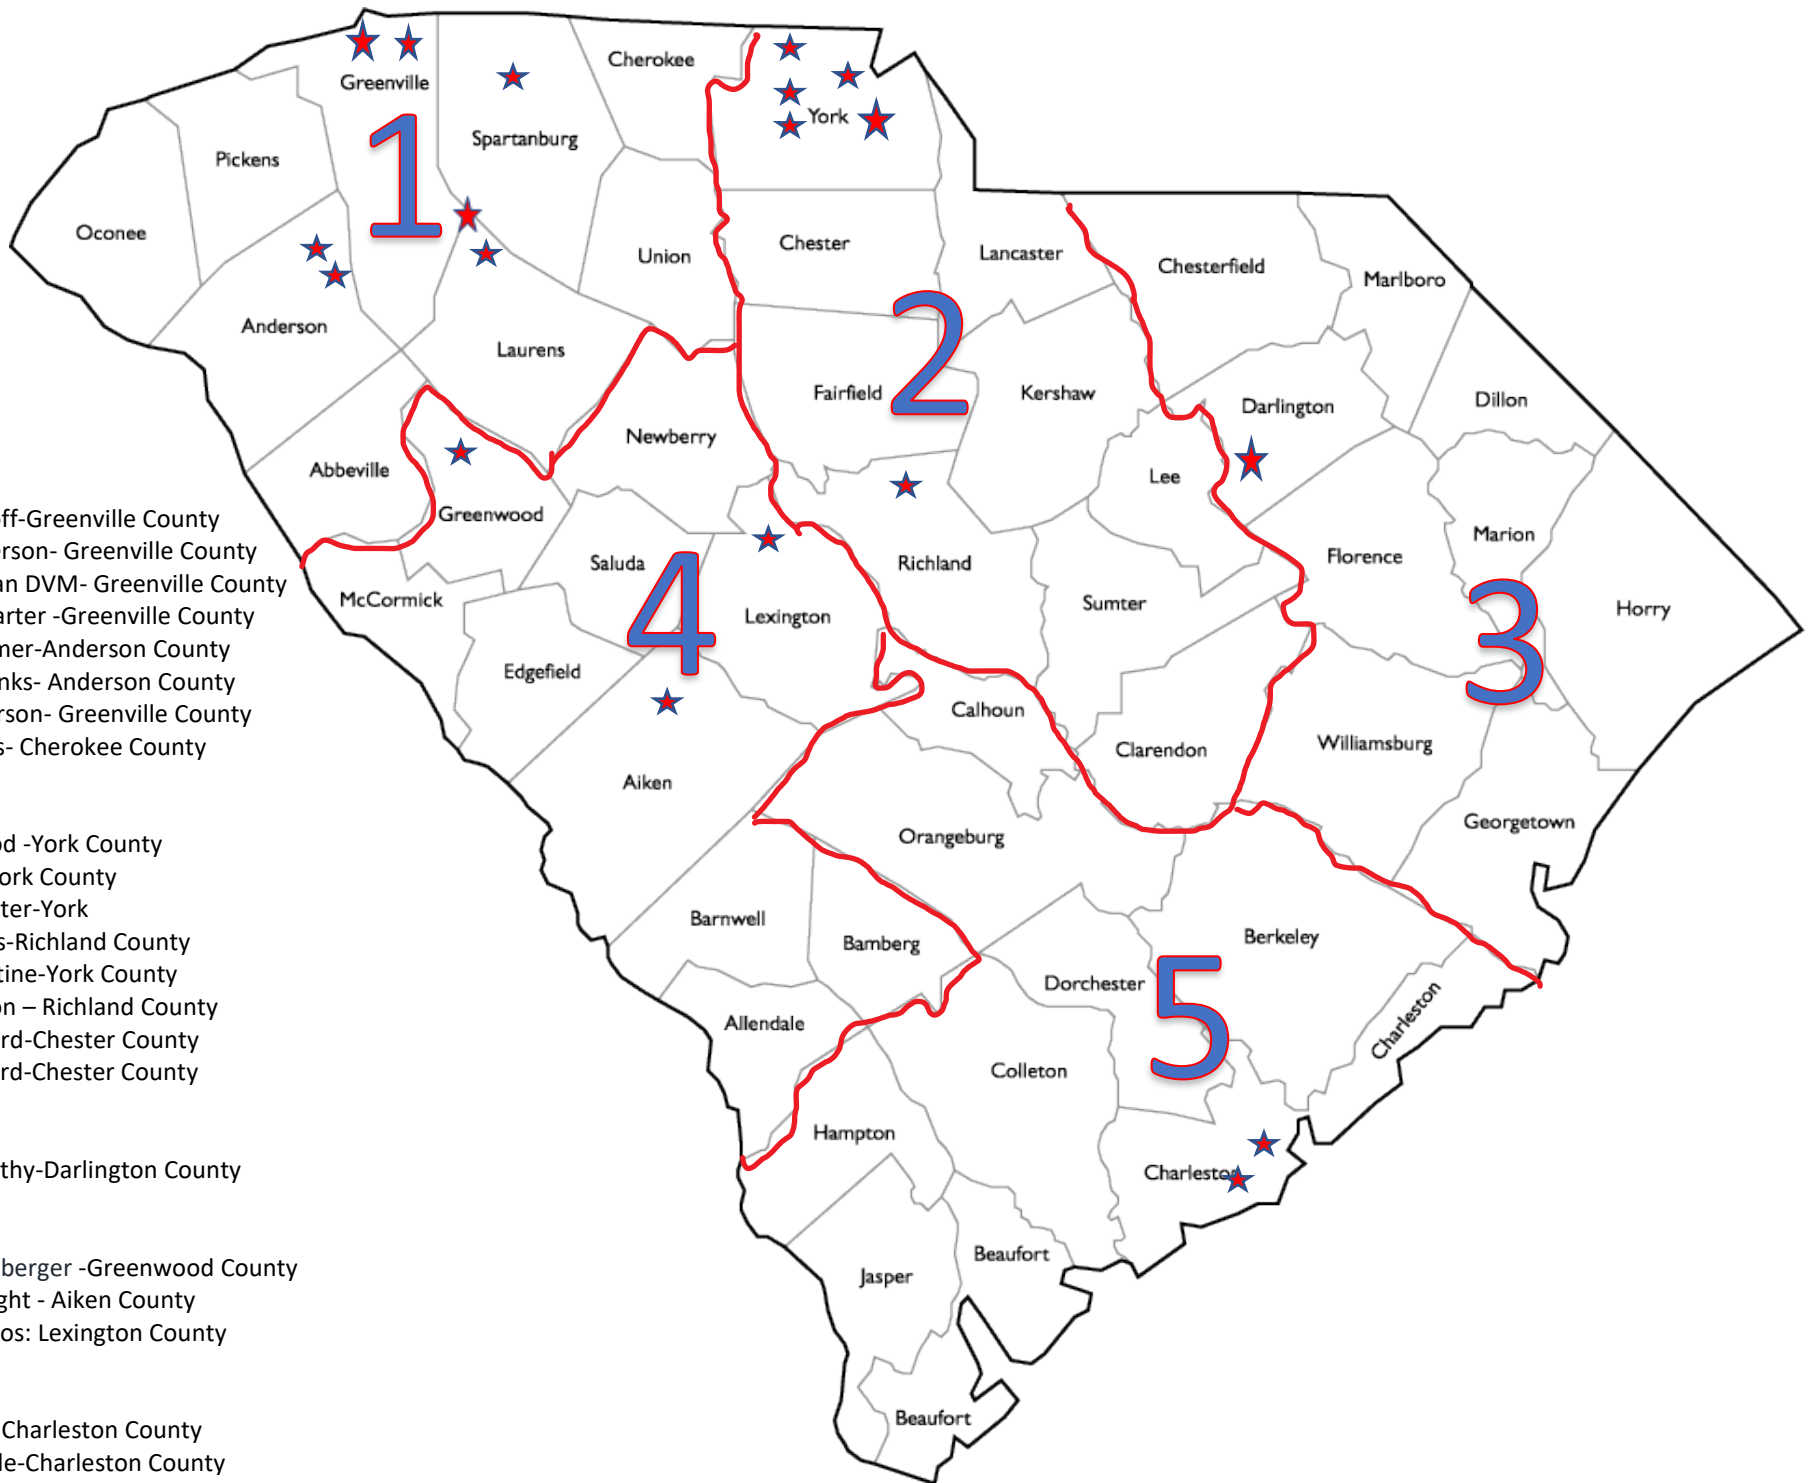 Cherokee
Greenville
York
Spartanburg
Pickens
1
Oconee
Union
Chester
Lancaster
Chesterfield
Marlboro
Anderson
Laurens
2
Fairfield
Kershaw
Darlington
Dillon
Newberry
Abbeville
Lee
Greenwood
Marion
Saluda
Richland
Florence
McCormick
4
Lexington
Sumter
3
Horry
Edgefield
Calhoun
Clarendon
Williamsburg
Aiken
Orangeburg
Georgetown
Barnwell
Bamberg
Berkeley
Dorchester
5
Charleston
Allendale
Colleton
Hampton
Charleston
Beaufort
Jasper
Beaufort
ff-Greenville County
erson- Greenville County
an DVM- Greenville County
arter -Greenville County
mer-Anderson County
nks- Anderson County
rson- Greenville County
s- Cherokee County
od -York County
ork County
ter-York
s-Richland County
tine-York County
on – Richland County
rd-Chester County
rd-Chester County
thy-Darlington County
berger -Greenwood County
ght - Aiken County
os: Lexington County
Charleston County
le-Charleston County